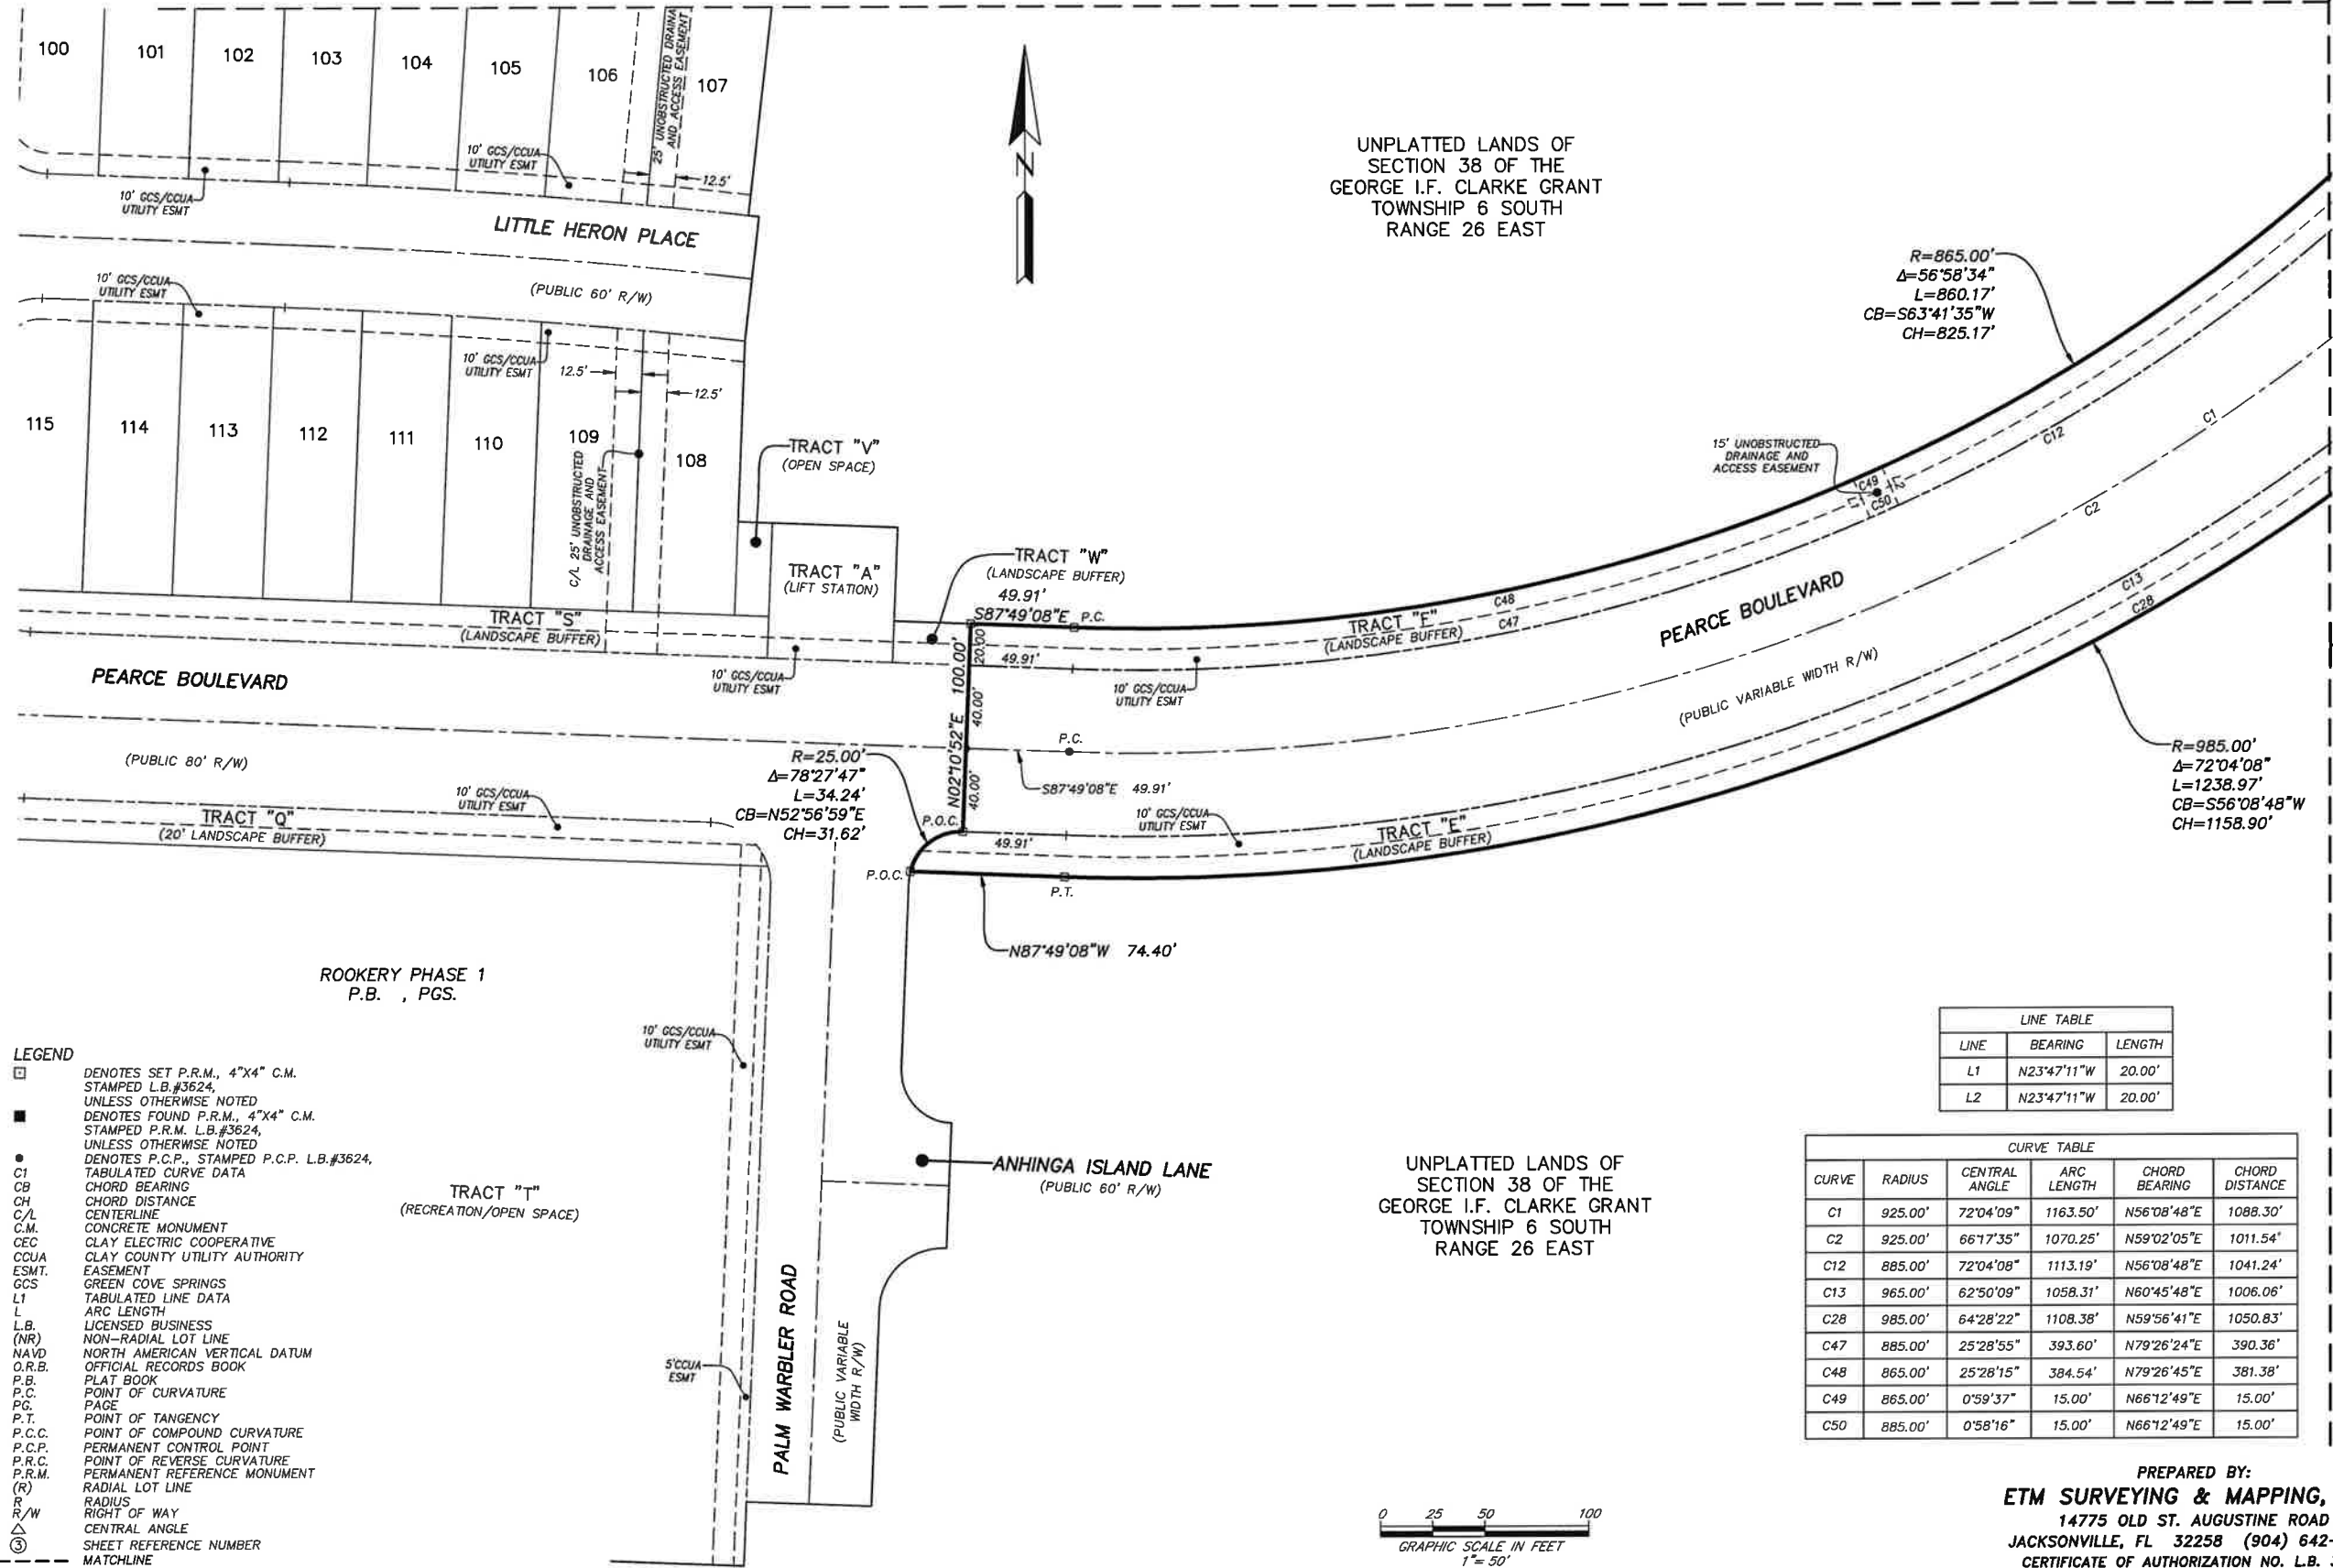 100
101
102
103
104
105
106
107
25' UNOBSTRUCTED DRAINA
AND ACCESS EASEMENT
10' GCS/CCUA
UTILITY ESMT
12.5'
10' GCS/CCUA
UTILITY ESMT
LITTLE HERON PLACE
(PUBLIC 60' R/W)
10' GCS/CCUA
UTILITY ESMT
10' GCS/CCUA
UTILITY ESMT
12.5'
12.5'
115
114
113
112
111
110
109
108
C/L 25' UNOBSTRUCTED
DRAINAGE AND
ACCESS EASEMENT
N
UNPLATTED LANDS OF
SECTION 38 OF THE
GEORGE I.F. CLARKE GRANT
TOWNSHIP 6 SOUTH
RANGE 26 EAST
R=865.00'
Δ=56°58'34"
L=860.17'
CB=S63°41'35"W
CH=825.17'
TRACT "V"
(OPEN SPACE)
TRACT "A"
(LIFT STATION)
TRACT "W"
(LANDSCAPE BUFFER)
49.91'
S87°49'08"E P.C.
15' UNOBSTRUCTED
DRAINAGE AND
ACCESS EASEMENT
C49
C50
L1
L2
C12
C1
C2
C13
C28
C48
C47
TRACT "F"
(LANDSCAPE BUFFER)
PEARCE BOULEVARD
(PUBLIC VARIABLE WIDTH R/W)
TRACT "S"
(LANDSCAPE BUFFER)
10' GCS/CCUA
UTILITY ESMT
10' GCS/CCUA
UTILITY ESMT
49.91'
N02°10'52"E 100.00'
20.00'
40.00'
40.00'
PEARCE BOULEVARD
(PUBLIC 80' R/W)
P.C.
S87°49'08"E 49.91'
R=25.00'
Δ=78°27'47"
L=34.24'
CB=N52°56'59"E
CH=31.62'
R=985.00'
Δ=72°04'08"
L=1238.97'
CB=S56°08'48"W
CH=1158.90'
10' GCS/CCUA
UTILITY ESMT
TRACT "Q"
(20' LANDSCAPE BUFFER)
P.O.C.
49.91'
10' GCS/CCUA
UTILITY ESMT
TRACT "E"
(LANDSCAPE BUFFER)
P.O.C.
P.T.
N87°49'08"W 74.40'
ROOKERY PHASE 1
P.B. , PGS.
10' GCS/CCUA
UTILITY ESMT
TRACT "T"
(RECREATION/OPEN SPACE)
5'CCUA
ESMT
PALM WARBLER ROAD
(PUBLIC VARIABLE
WIDTH R/W)
ANHINGA ISLAND LANE
(PUBLIC 60' R/W)
UNPLATTED LANDS OF
SECTION 38 OF THE
GEORGE I.F. CLARKE GRANT
TOWNSHIP 6 SOUTH
RANGE 26 EAST
LEGEND
DENOTES SET P.R.M., 4"X4" C.M.
STAMPED L.B.#3624,
UNLESS OTHERWISE NOTED
DENOTES FOUND P.R.M., 4"X4" C.M.
STAMPED P.R.M. L.B.#3624,
UNLESS OTHERWISE NOTED
DENOTES P.C.P., STAMPED P.C.P. L.B.#3624,
C1 TABULATED CURVE DATA
CB CHORD BEARING
CH CHORD DISTANCE
C/L CENTERLINE
C.M. CONCRETE MONUMENT
CEC CLAY ELECTRIC COOPERATIVE
CCUA CLAY COUNTY UTILITY AUTHORITY
ESMT. EASEMENT
GCS GREEN COVE SPRINGS
L1 TABULATED LINE DATA
L ARC LENGTH
L.B. LICENSED BUSINESS
(NR) NON-RADIAL LOT LINE
NAVD NORTH AMERICAN VERTICAL DATUM
O.R.B. OFFICIAL RECORDS BOOK
P.B. PLAT BOOK
P.C. POINT OF CURVATURE
PG. PAGE
P.T. POINT OF TANGENCY
P.C.C. POINT OF COMPOUND CURVATURE
P.C.P. PERMANENT CONTROL POINT
P.R.C. POINT OF REVERSE CURVATURE
P.R.M. PERMANENT REFERENCE MONUMENT
(R) RADIAL LOT LINE
R RADIUS
R/W RIGHT OF WAY
△ CENTRAL ANGLE
③ SHEET REFERENCE NUMBER
MATCHLINE
LINE TABLE
LINE BEARING LENGTH
L1 N23°47'11"W 20.00'
L2 N23°47'11"W 20.00'
CURVE TABLE
CURVE RADIUS CENTRAL ANGLE ARC LENGTH CHORD BEARING CHORD DISTANCE
C1 925.00' 72°04'09" 1163.50' N56°08'48"E 1088.30'
C2 925.00' 66°17'35" 1070.25' N59°02'05"E 1011.54'
C12 885.00' 72°04'08" 1113.19' N56°08'48"E 1041.24'
C13 965.00' 62°50'09" 1058.31' N60°45'48"E 1006.06'
C28 985.00' 64°28'22" 1108.38' N59°56'41"E 1050.83'
C47 885.00' 25°28'55" 393.60' N79°26'24"E 390.36'
C48 865.00' 25°28'15" 384.54' N79°26'45"E 381.38'
C49 865.00' 0°59'37" 15.00' N66°12'49"E 15.00'
C50 885.00' 0°58'16" 15.00' N66°12'49"E 15.00'
0 25 50 100
GRAPHIC SCALE IN FEET
1"= 50'
PREPARED BY:
ETM SURVEYING & MAPPING,
14775 OLD ST. AUGUSTINE ROAD
JACKSONVILLE, FL 32258 (904) 642-
CERTIFICATE OF AUTHORIZATION NO. L.B.